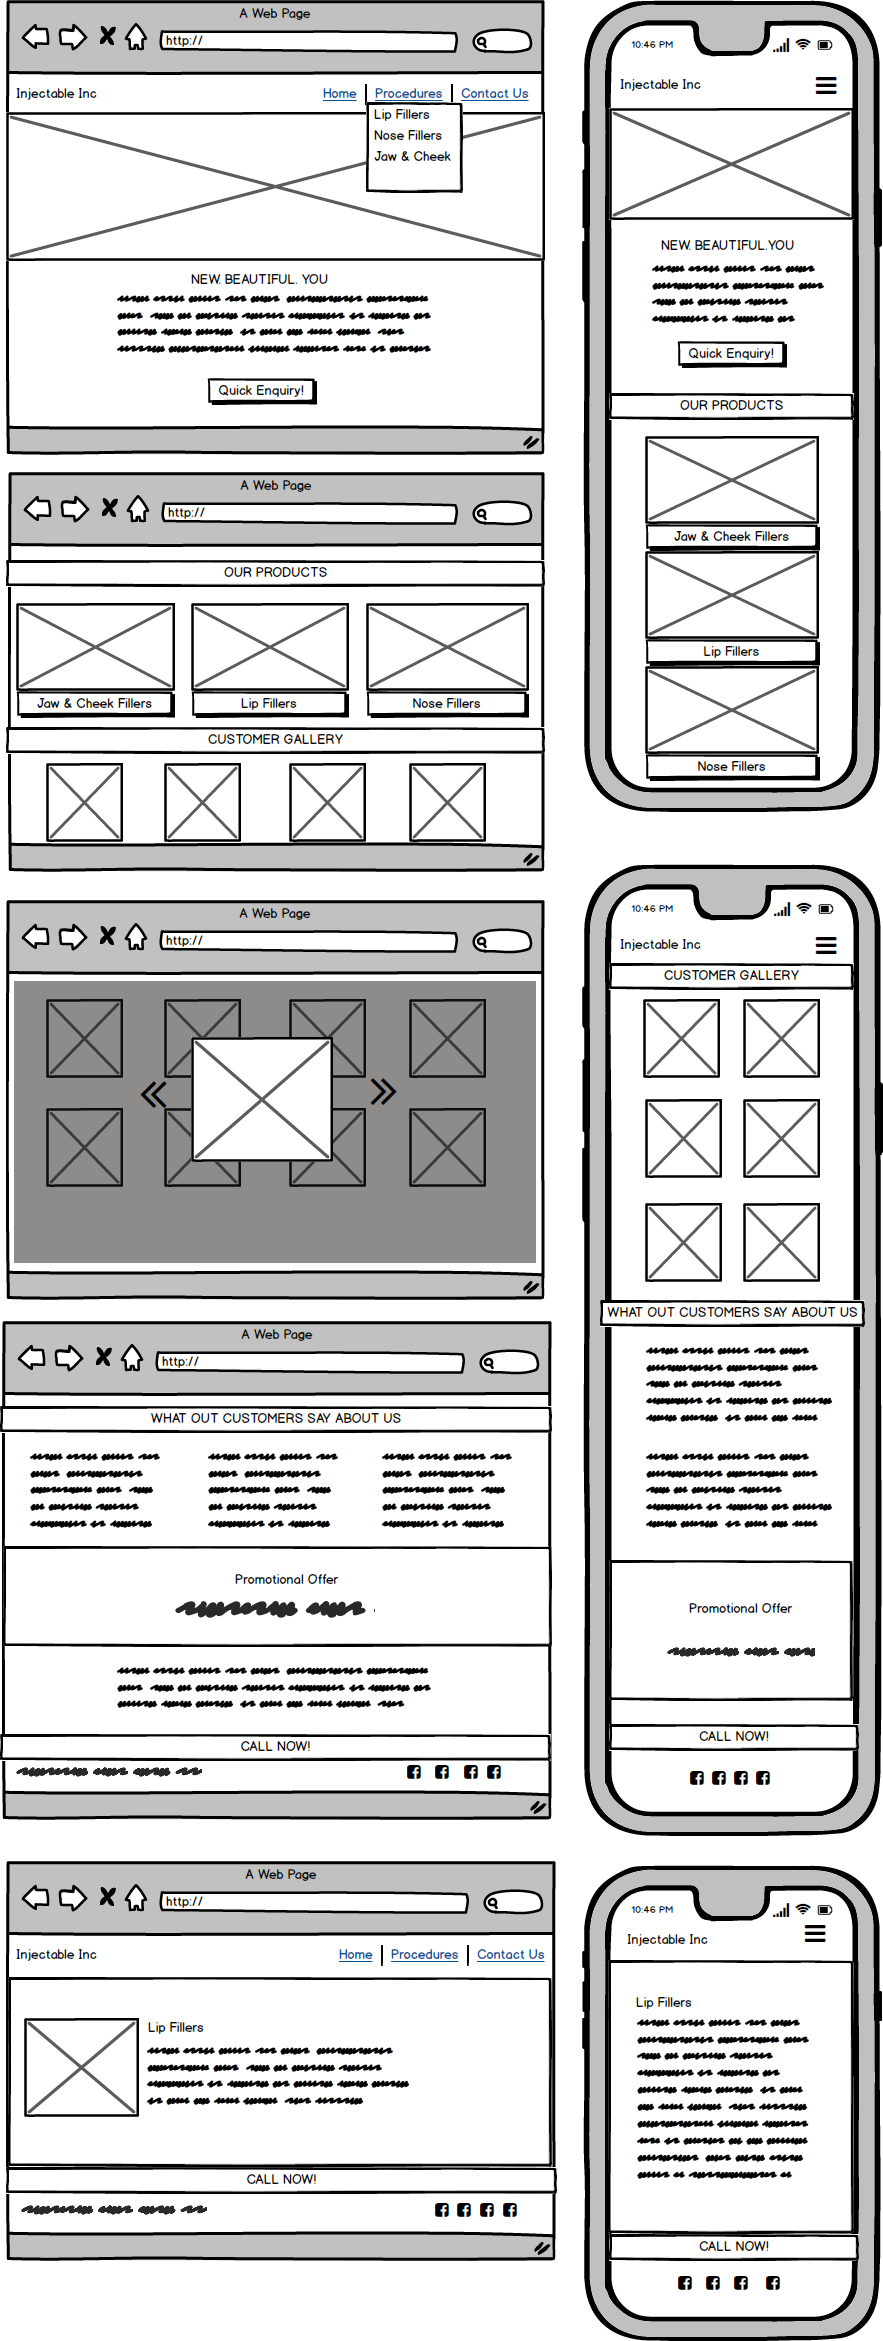 A Web Page
http://
Injectable Inc
Home
Procedures
Contact Us
Lip Fillers
Nose Fillers
Jaw & Cheek
NEW. BEAUTIFUL. YOU
Quick Enquiry!
A Web Page
http://
OUR PRODUCTS
Jaw & Cheek Fillers
Lip Fillers
Nose Fillers
CUSTOMER GALLERY
A Web Page
http://
A Web Page
http://
WHAT OUT CUSTOMERS SAY ABOUT US
Promotional Offer
CALL NOW!
A Web Page
http://
Injectable Inc
Home
Procedures
Contact Us
Lip Fillers
CALL NOW!
10:46 PM
Injectable Inc
NEW. BEAUTIFUL.YOU
Quick Enquiry!
OUR PRODUCTS
Jaw & Cheek Fillers
Lip Fillers
Nose Fillers
10:46 PM
Injectable Inc
CUSTOMER GALLERY
WHAT OUT CUSTOMERS SAY ABOUT US
Promotional Offer
CALL NOW!
10:46 PM
Injectable Inc
Lip Fillers
CALL NOW!